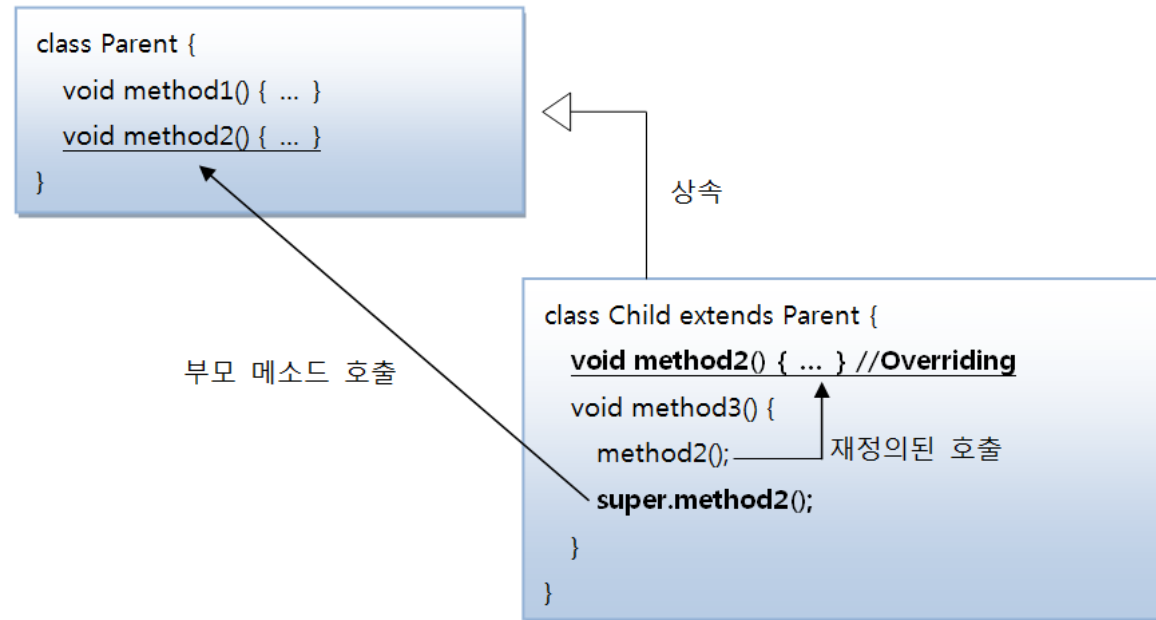 class Parent {
void method1() { ... }
void method2() { ... }
}
상속
class Child extends Parent {
void method2() { ... } //Overriding
void method3() {
method2();
재정의된 호출
super.method2();
}
}
부모 메소드 호출